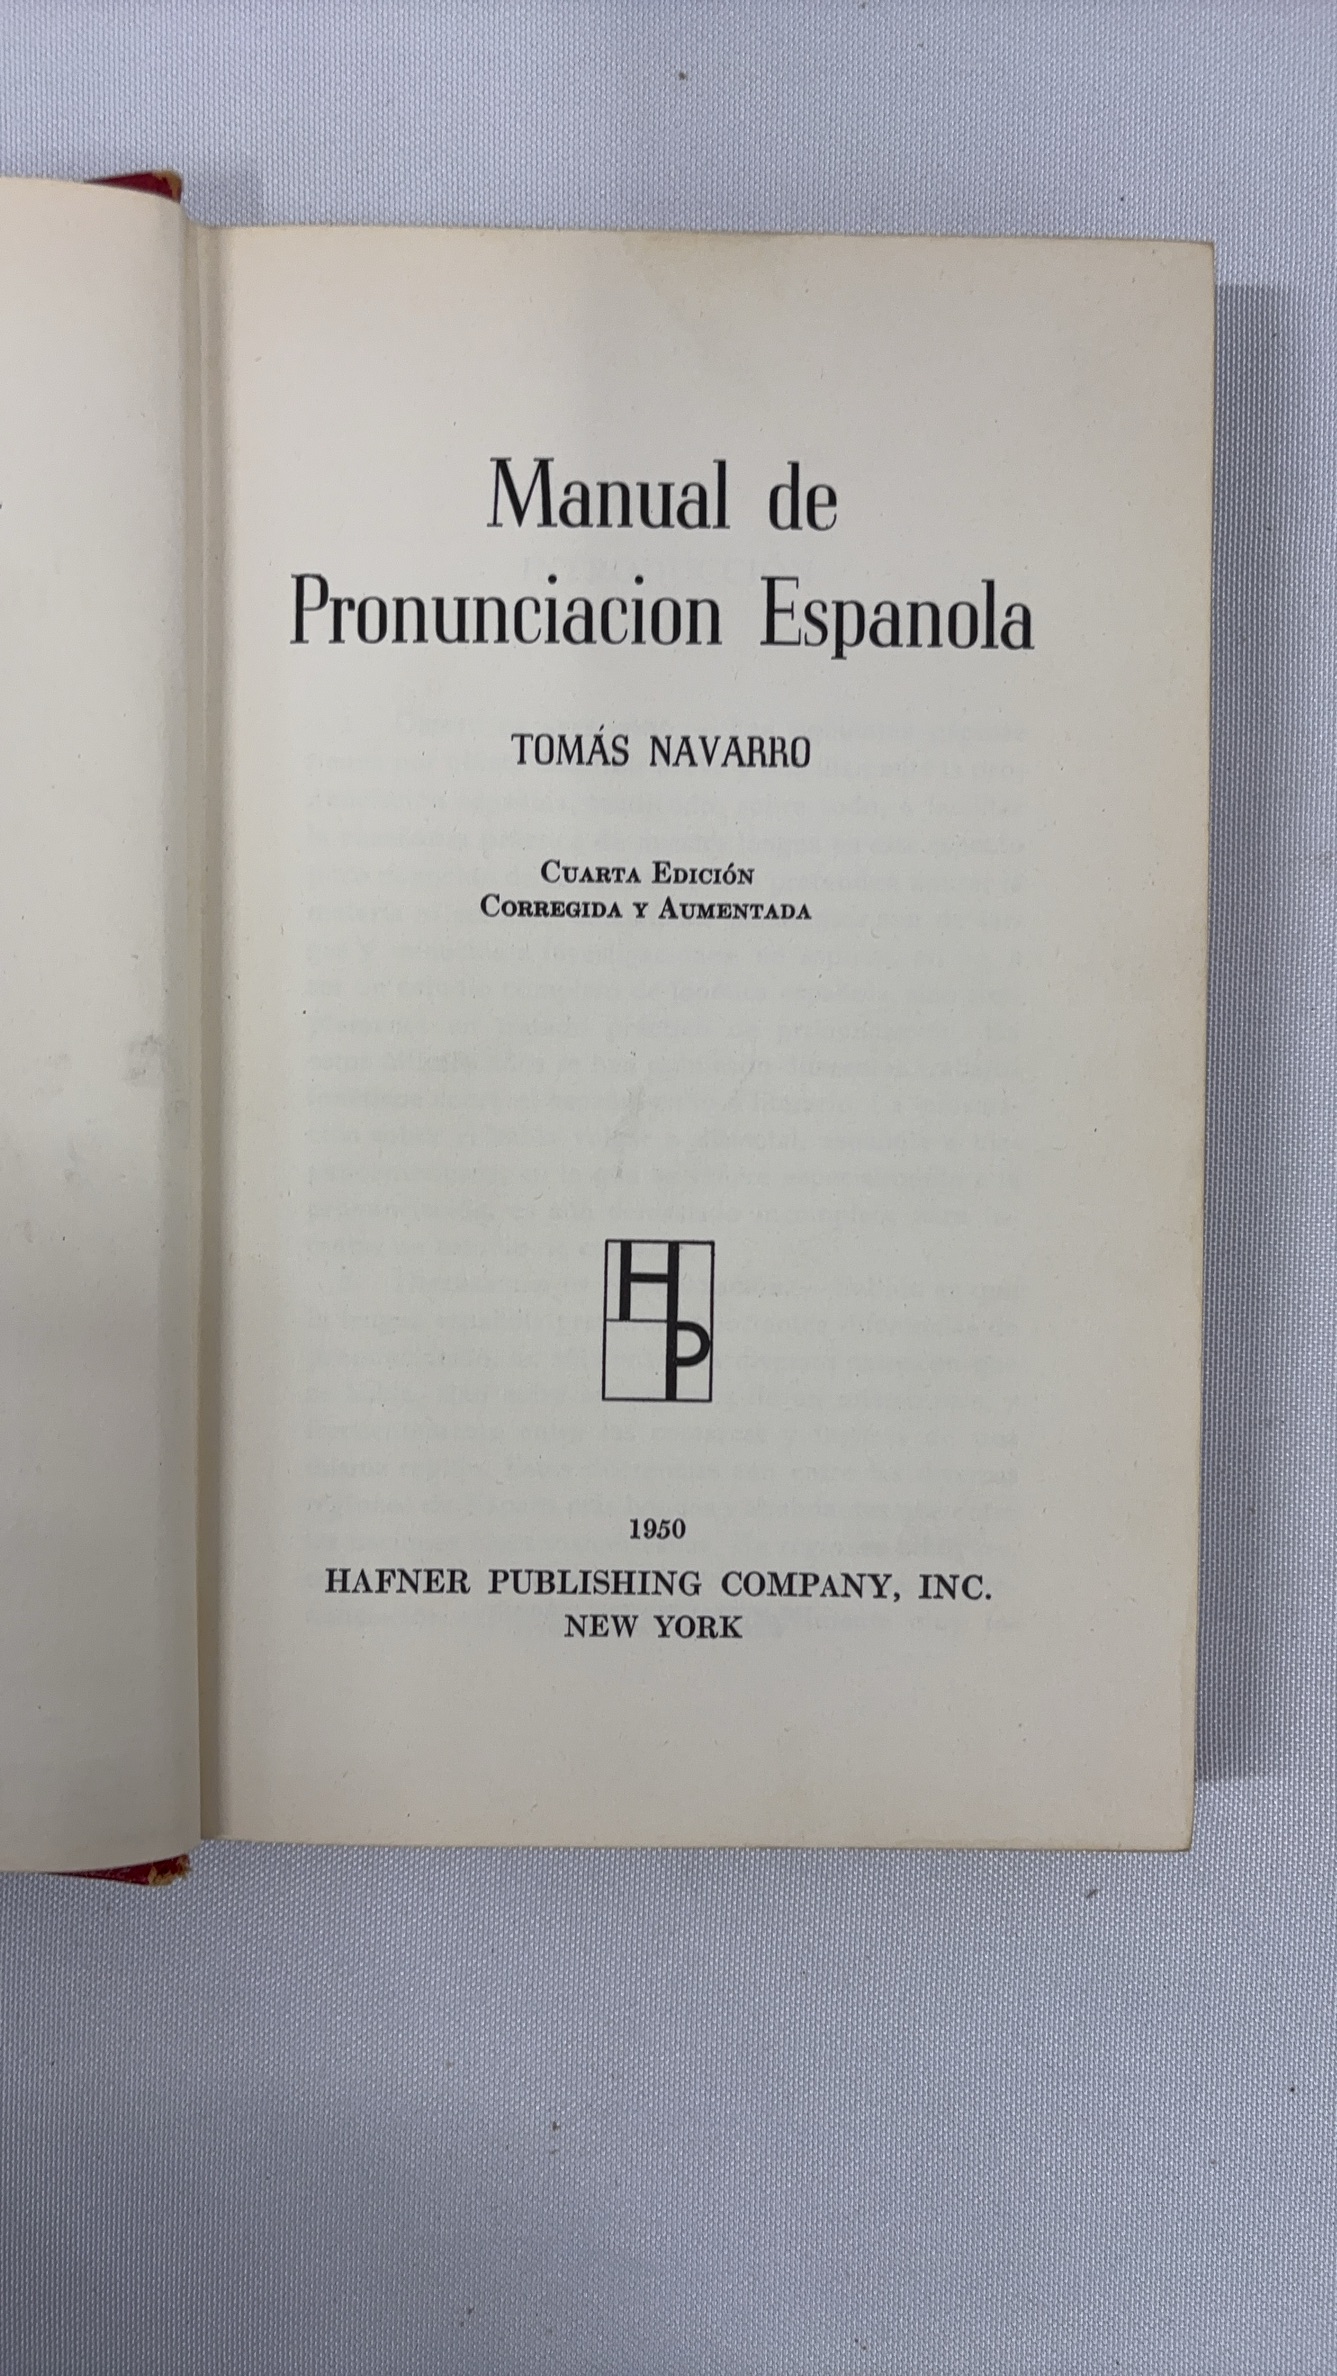 Manual de
Pronunciacion Espanola
TOMÁS NAVARRO
CUARTA EDICIÓN
CORREGIDA Y AUMENTADA
HP
1950
HAFNER PUBLISHING COMPANY, INC.
NEW YORK